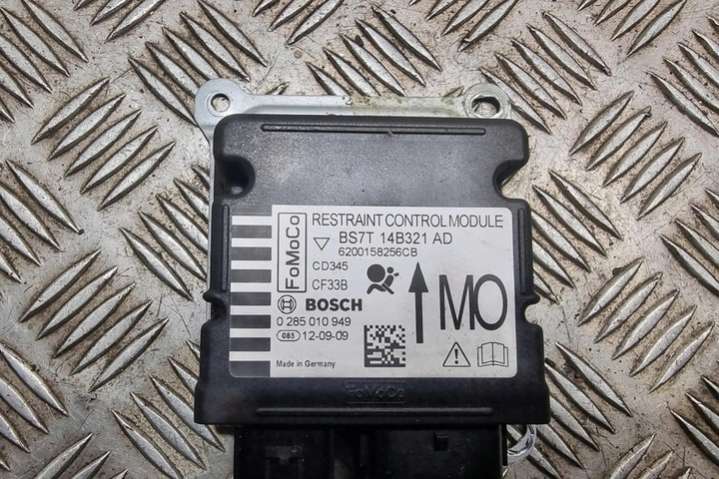 FoMoCo
RESTRAINT CONTROL MODULE
BS7T 14B321 AD
6200158256CB
CD345
CF33B
BOSCH
0 285 010 949
085 12-09-09
Made in Germany
MO
FoMoCo